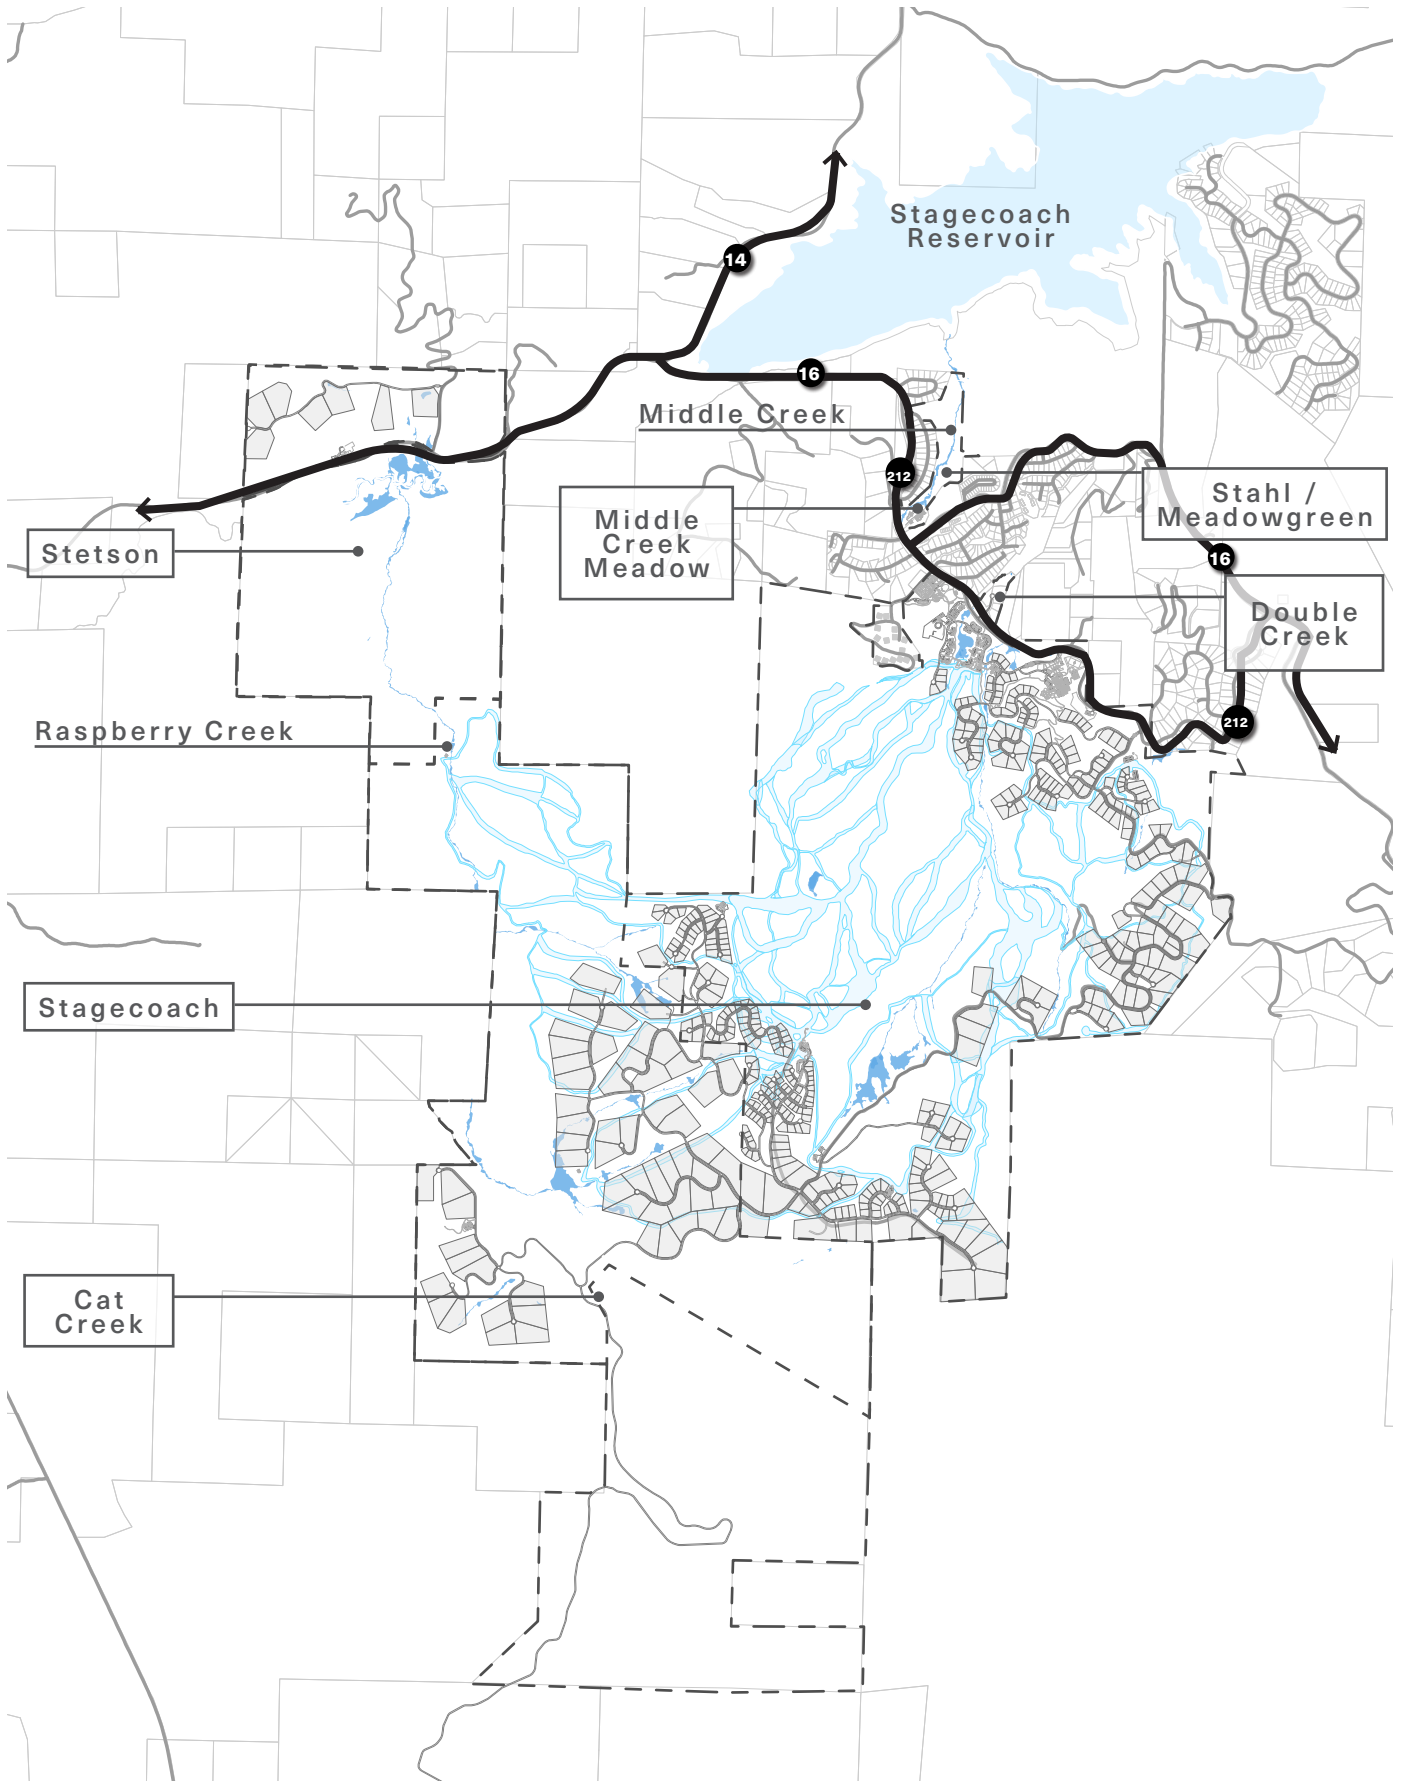 Stagecoach
Reservoir
14
16
Middle Creek
212
Stahl /
Meadowgreen
Middle
Creek
Meadow
Stetson
16
Double
Creek
212
Raspberry Creek
Stagecoach
Cat
Creek